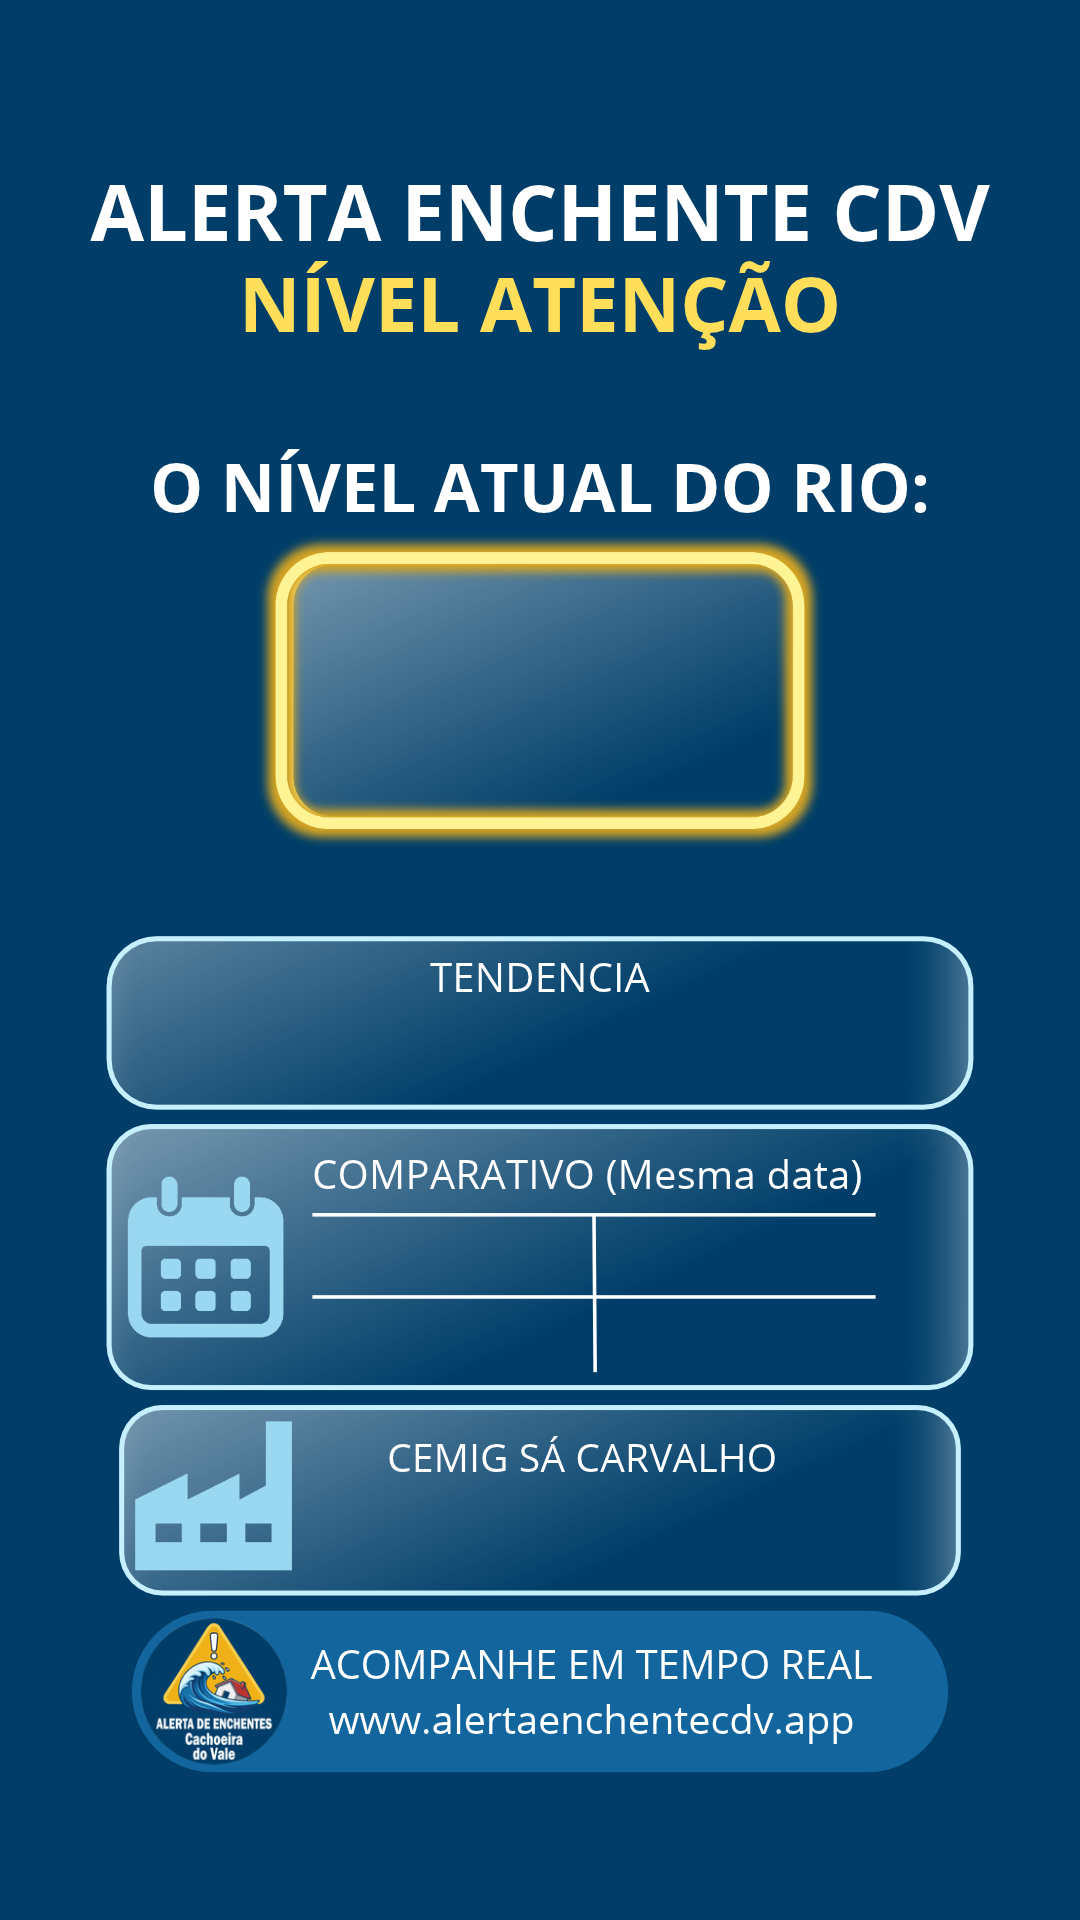 ALERTA ENCHENTE CDV
NÍVEL ATENÇÃO
O NÍVEL ATUAL DO RIO:
TENDENCIA
COMPARATIVO (Mesma data)
CEMIG SÁ CARVALHO
ACOMPANHE EM TEMPO REAL
www.alertaenchentecdv.app
!
ALERTA DE ENCHENTES
Cachoeira
do Vale